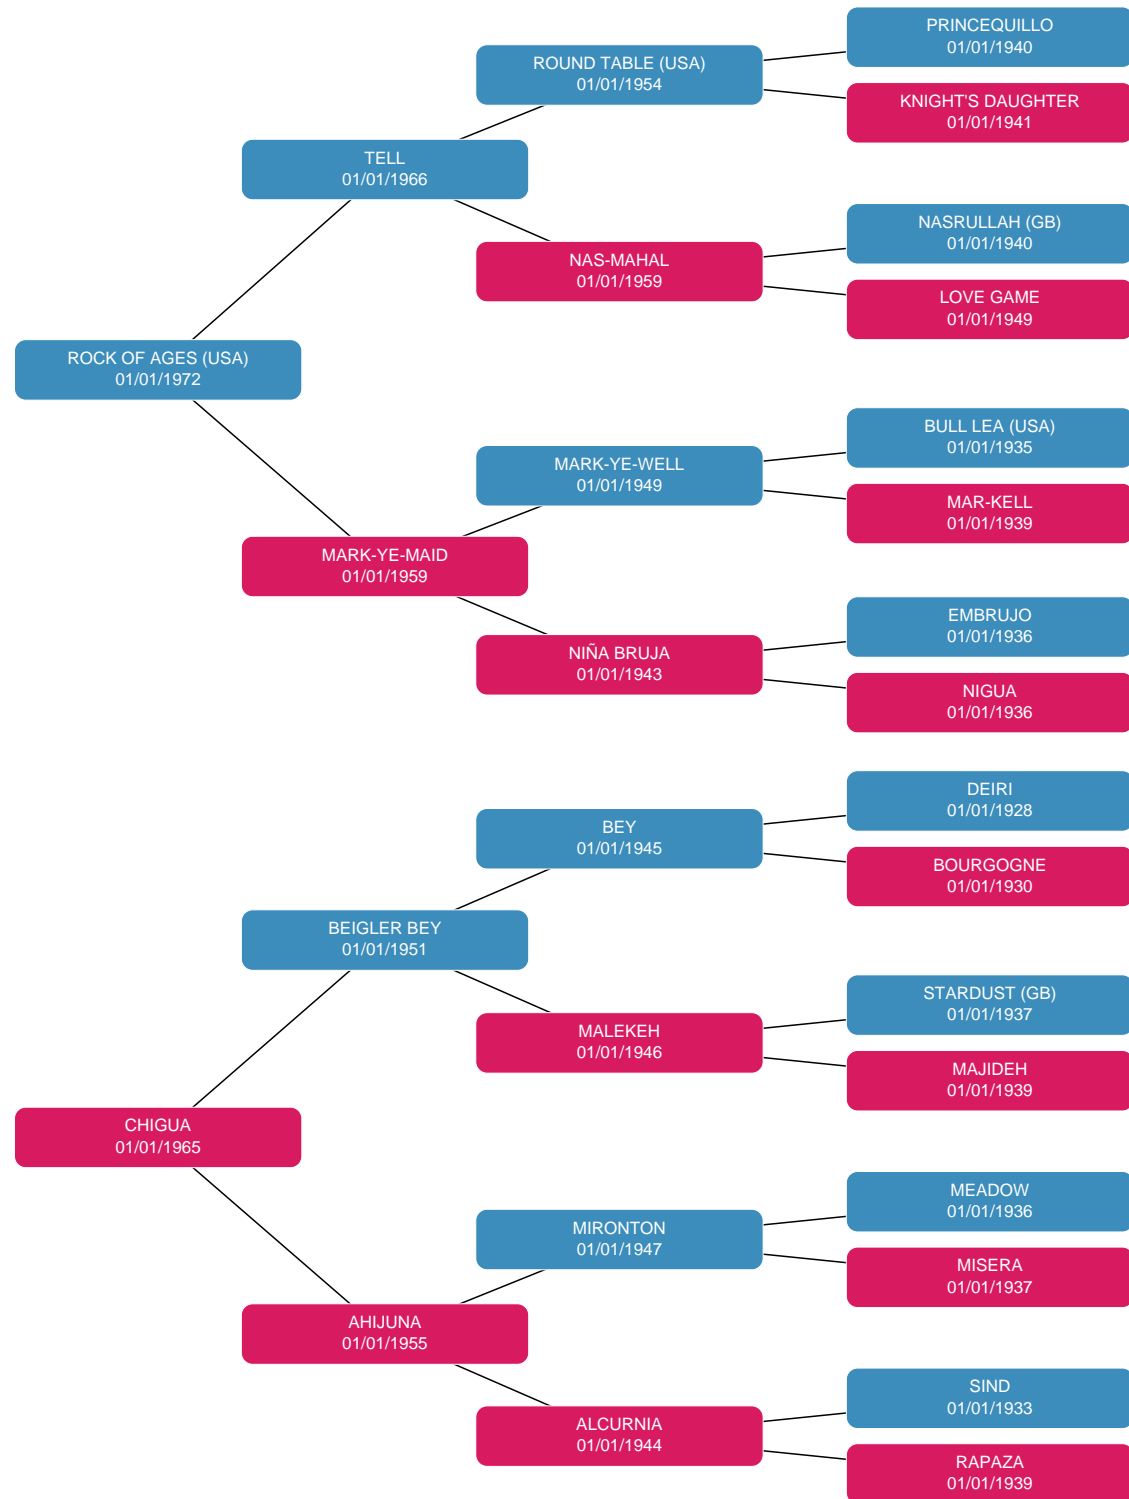 PRINCEQUILLO
01/01/1940
ROUND TABLE (USA)
01/01/1954
KNIGHT'S DAUGHTER
01/01/1941
TELL
01/01/1966
NASRULLAH (GB)
01/01/1940
NAS-MAHAL
01/01/1959
LOVE GAME
01/01/1949
ROCK OF AGES (USA)
01/01/1972
BULL LEA (USA)
01/01/1935
MARK-YE-WELL
01/01/1949
MAR-KELL
01/01/1939
MARK-YE-MAID
01/01/1959
EMBRUJO
01/01/1936
NIÑA BRUJA
01/01/1943
NIGUA
01/01/1936
DEIRI
01/01/1928
BEY
01/01/1945
BOURGOGNE
01/01/1930
BEIGLER BEY
01/01/1951
STARDUST (GB)
01/01/1937
MALEKEH
01/01/1946
MAJIDEH
01/01/1939
CHIGUA
01/01/1965
MEADOW
01/01/1936
MIRONTON
01/01/1947
MISERA
01/01/1937
AHIJUNA
01/01/1955
SIND
01/01/1933
ALCURNIA
01/01/1944
RAPAZA
01/01/1939